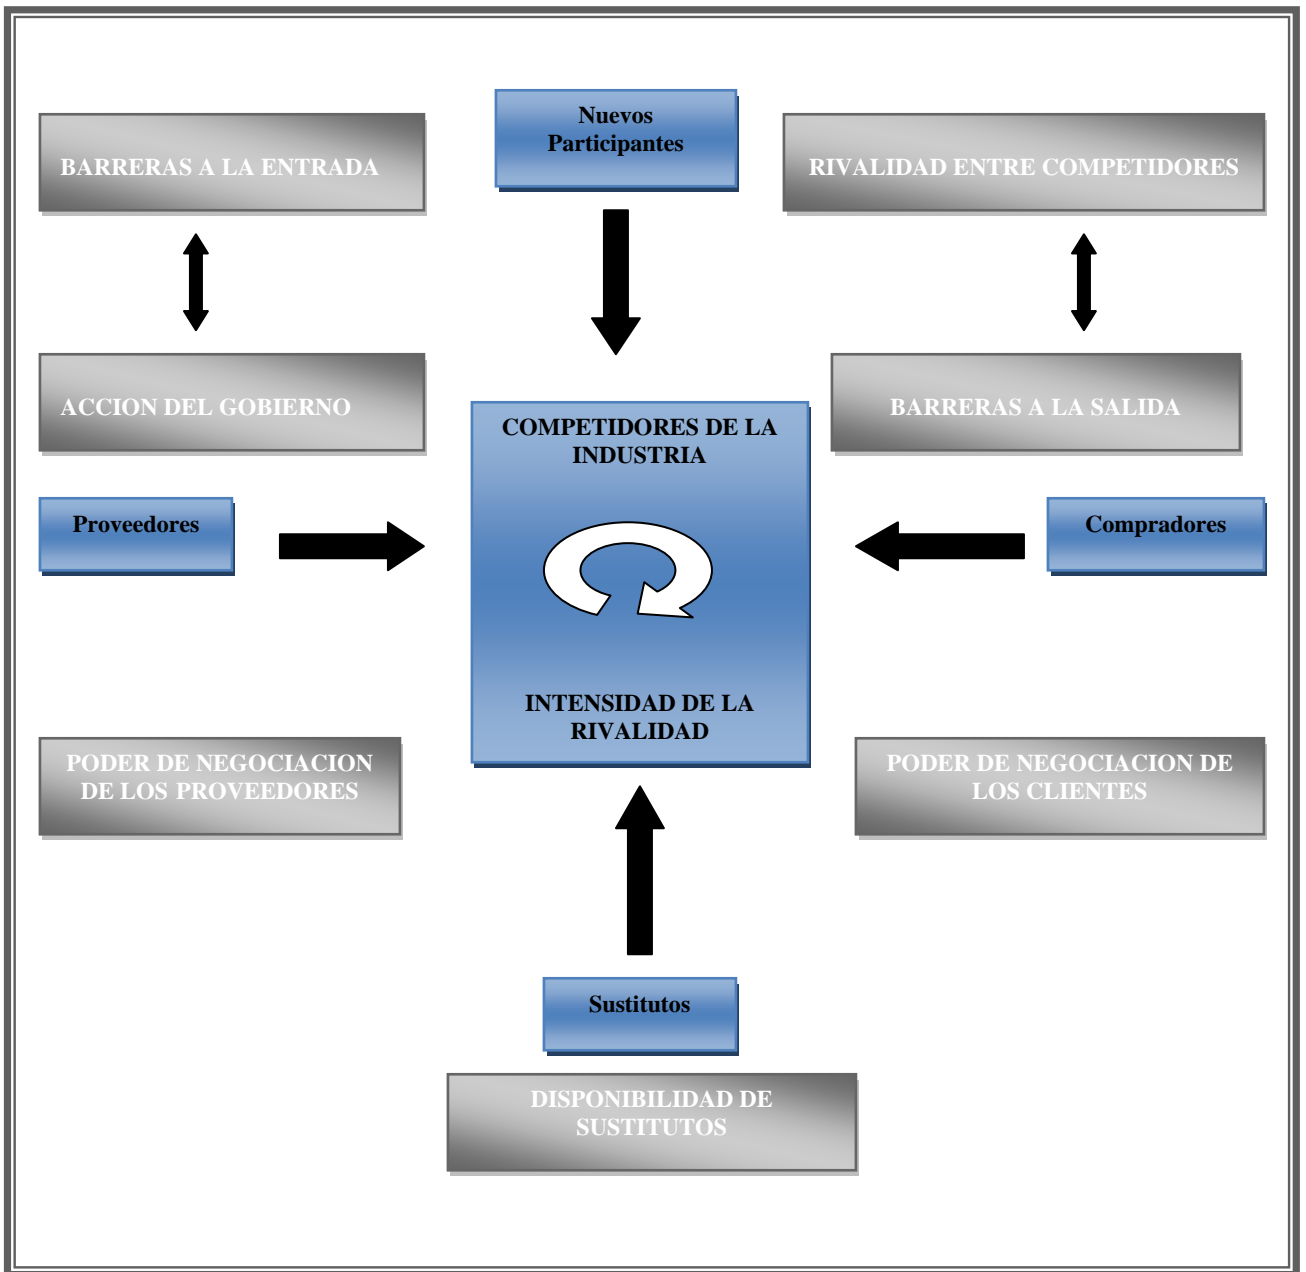 Nuevos
Participantes
BARRERAS A LA ENTRADA
RIVALIDAD ENTRE COMPETIDORES
ACCION DEL GOBIERNO
BARRERAS A LA SALIDA
COMPETIDORES DE LA
INDUSTRIA
Proveedores
Compradores
INTENSIDAD DE LA
RIVALIDAD
PODER DE NEGOCIACION
DE LOS PROVEEDORES
PODER DE NEGOCIACION DE
LOS CLIENTES
Sustitutos
DISPONIBILIDAD DE
SUSTITUTOS